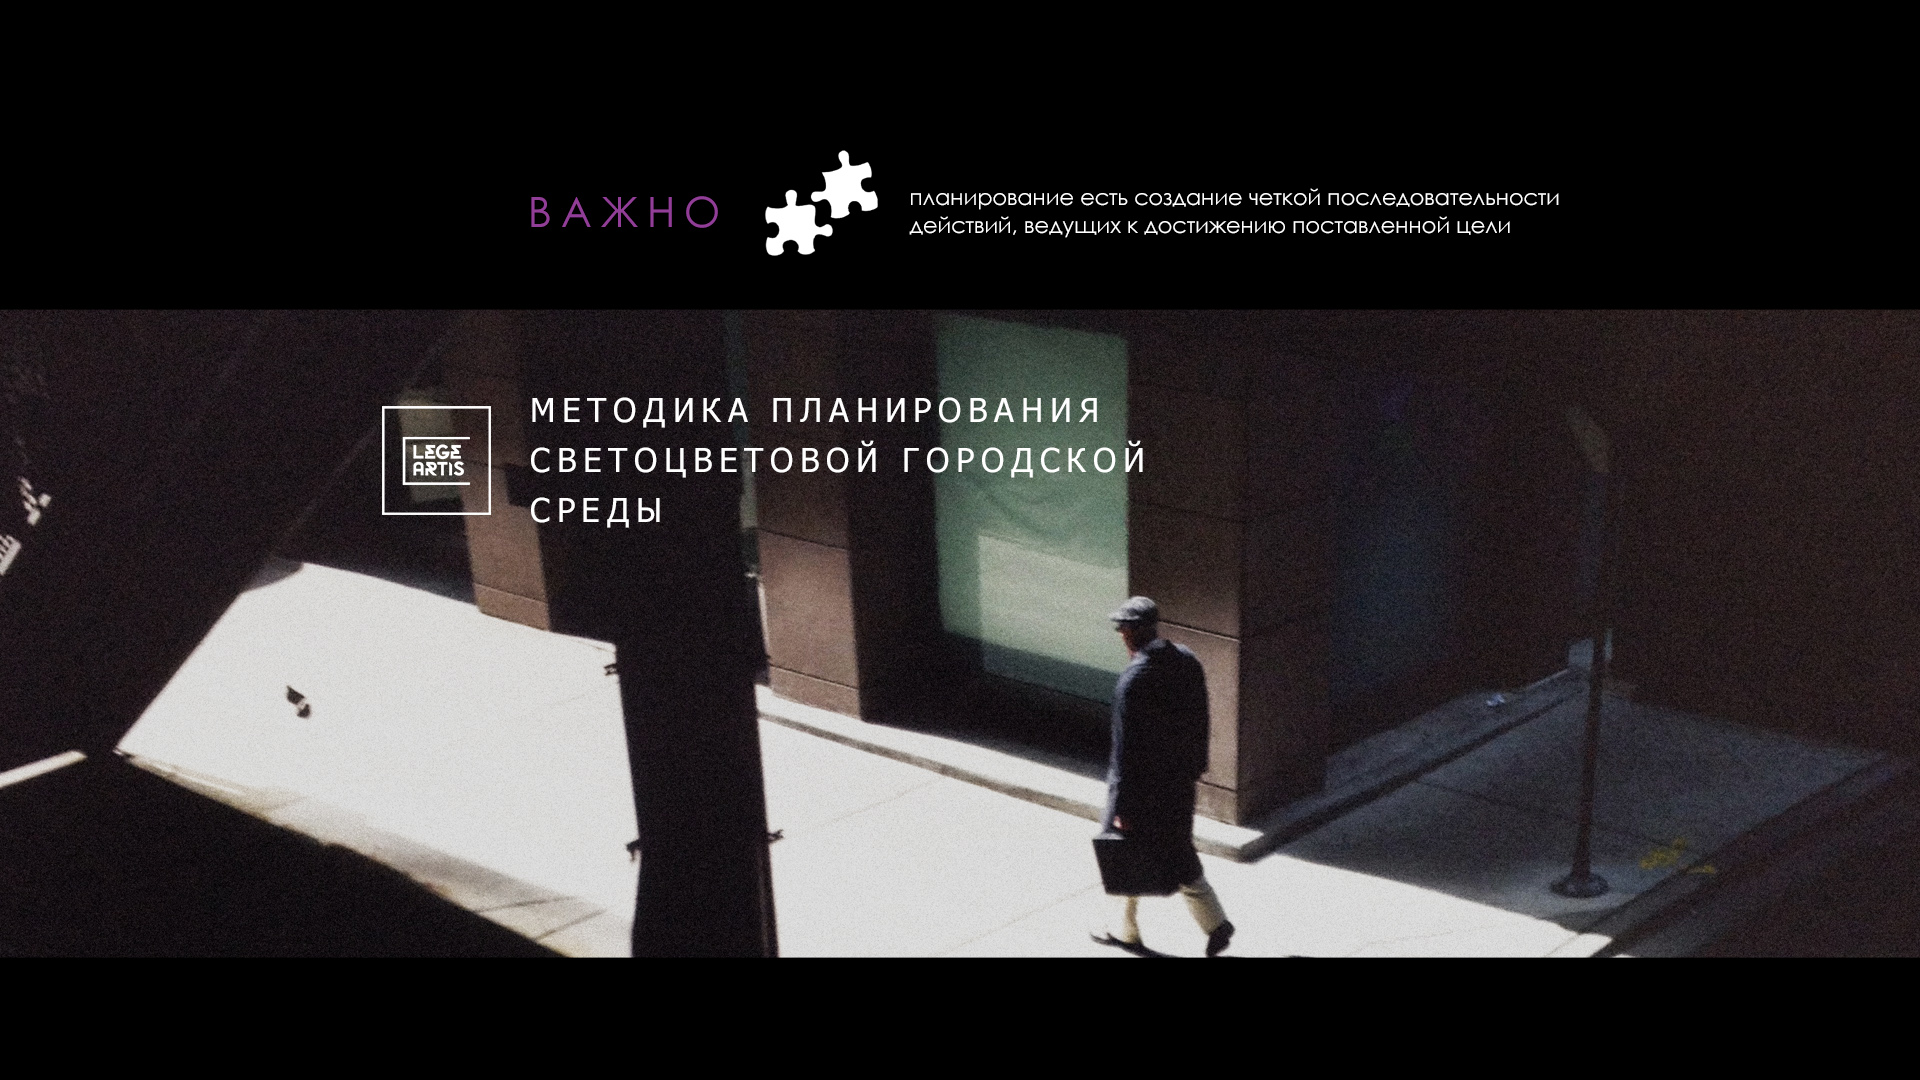 ВАЖНО
планирование есть создание четкой последовательности
действий, ведущих к достижению поставленной цели
LEGE
ARTIS
МЕТОДИКА ПЛАНИРОВАНИЯ
СВЕТОЦВЕТОВОЙ ГОРОДСКОЙ
СРЕДЫ